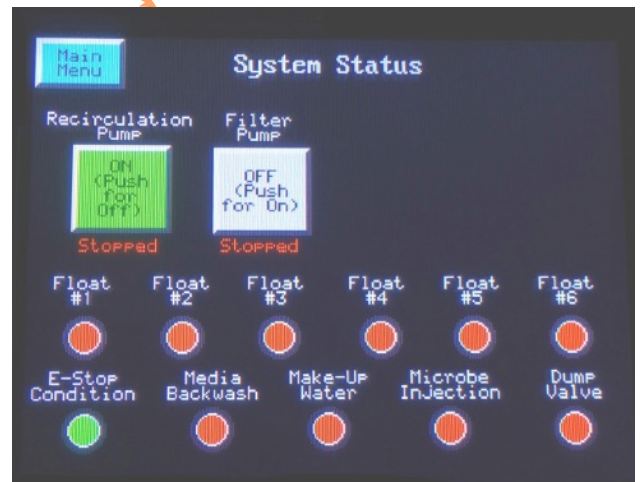 Main
Menu
System Status
Recirculation
Pump
Filter
Pump
ON
(Push
for
Off)
OFF
(Push
for On)
Stopped
Stopped
Float
#1
Float
#2
Float
#3
Float
#4
Float
#5
Float
#6
E-Stop
Condition
Media
Backwash
Make-Up
Water
Microbe
Injection
Dump
Valve